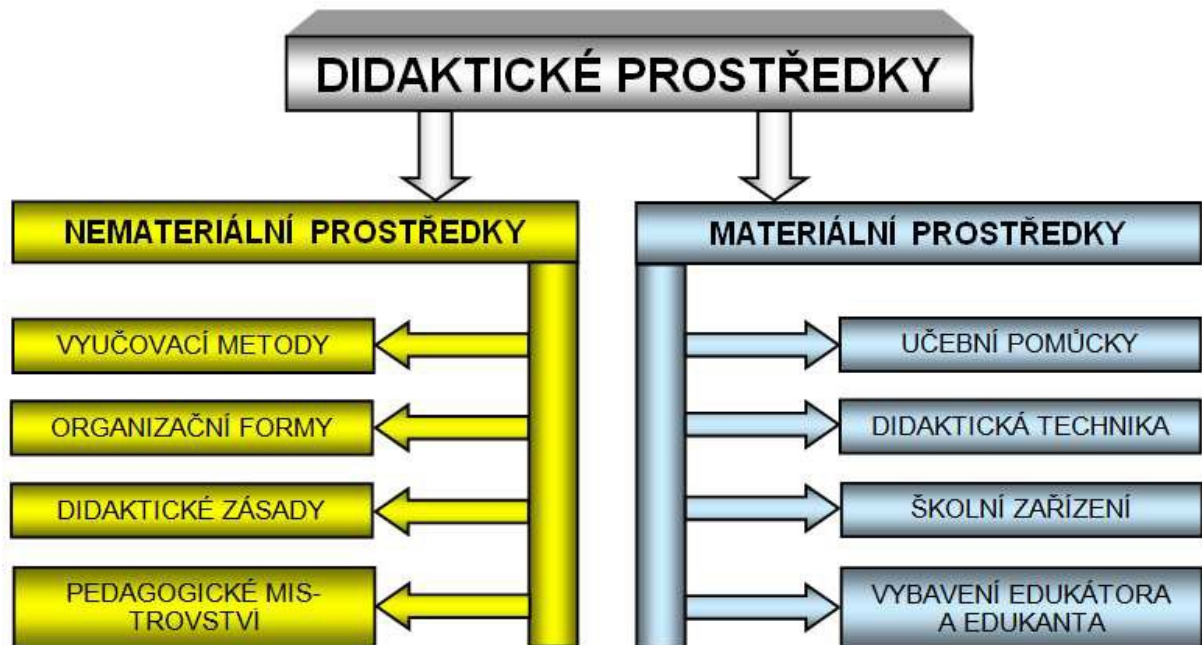 DIDAKTICKÉ PROSTŘEDKY
NEMATERIÁLNÍ PROSTŘEDKY
VYUČOVACÍ METODY
ORGANIZAČNÍ FORMY
DIDAKTICKÉ ZÁSADY
PEDAGOGICKÉ MIS-
TROVSTVÍ
MATERIÁLNÍ PROSTŘEDKY
UČEBNÍ POMŮCKY
DIDAKTICKÁ TECHNIKA
ŠKOLNÍ ZAŘÍZENÍ
VYBAVENÍ EDUKÁTORA
A EDUKANTA